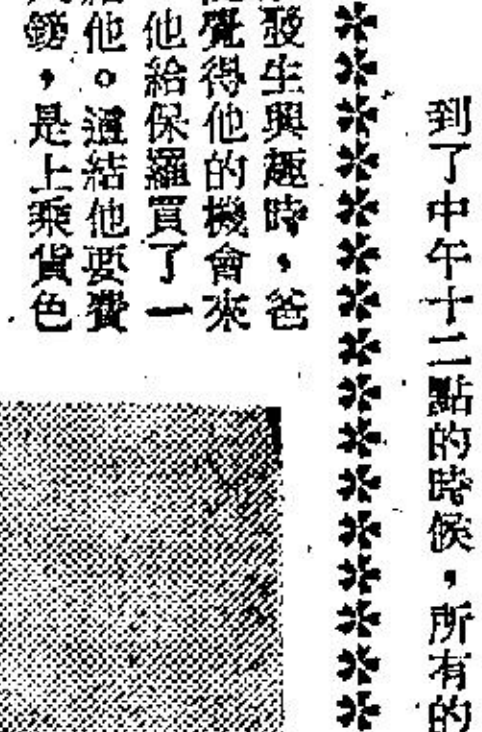 到了中午十二點的時候，所有的
發生興趣時，爸
覺得他的機會來
他給保羅買了一
他。遞結他要費
鎊，是上乘貨色